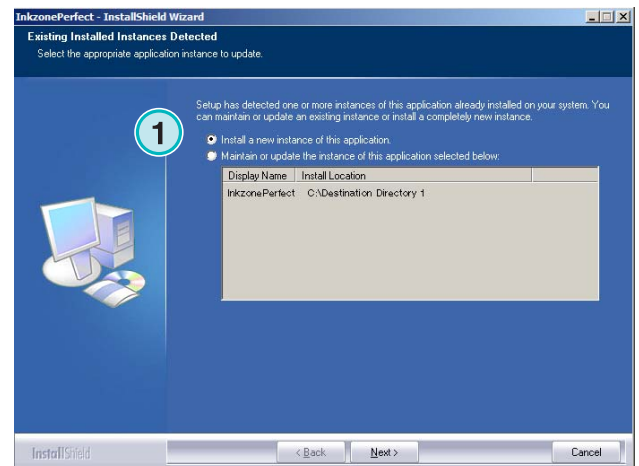 InkzonePerfect - InstallShield Wizard
Existing Installed Instances Detected
Select the appropriate application instance to update.
Setup has detected one or more instances of this application already installed on your system. You
can maintain or update an existing instance or install a completely new instance.
1
Install a new instance of this application.
Maintain or update the instance of this application selected below:
Display Name Install Location
InkzonePerfect C:\Destination Directory 1
InstallShield
< Back Next > Cancel